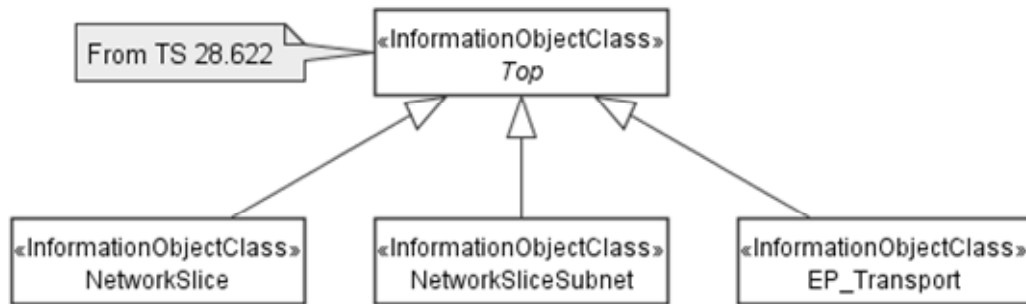 From TS 28.622
«InformationObjectClass»
Top
«InformationObjectClass»
NetworkSlice
«InformationObjectClass»
NetworkSliceSubnet
«InformationObjectClass»
EP_Transport